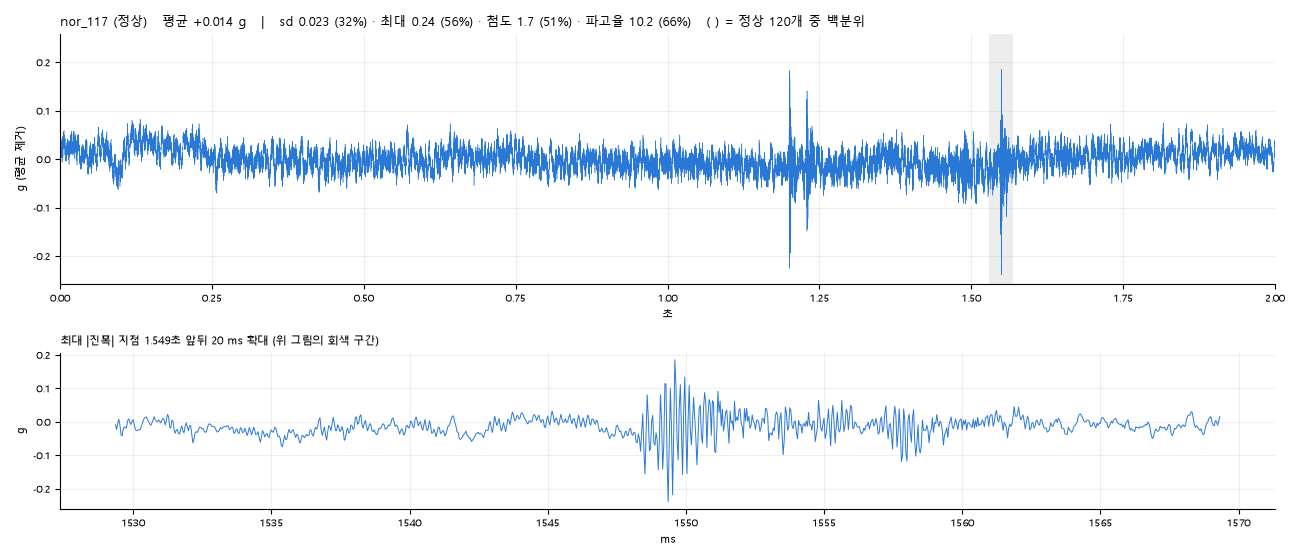 nor_117 (정상) 평균 +0.014 g | sd 0.023 (32%) · 최대 0.24 (56%) · 첨도 1.7 (51%) · 파고율 10.2 (66%) ( ) = 정상 120개 중 백분위
g (평균 제거)
0.2
0.1
0.0
-0.1
-0.2
0.00 0.25 0.50 0.75 1.00 1.25 1.50 1.75 2.00
초
최대 |진폭| 지점 1.549초 앞뒤 20 ms 확대 (위 그림의 회색 구간)
g
0.2
0.1
0.0
-0.1
-0.2
1530 1535 1540 1545 1550 1555 1560 1565 1570
ms